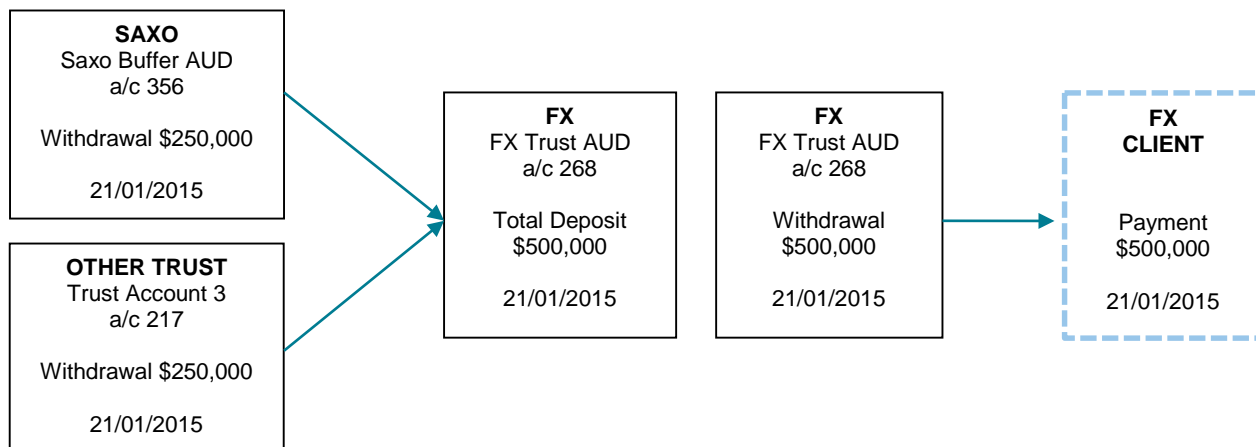 SAXO
Saxo Buffer AUD
a/c 356
Withdrawal $250,000
21/01/2015
OTHER TRUST
Trust Account 3
a/c 217
Withdrawal $250,000
21/01/2015
FX
FX Trust AUD
a/c 268
Total Deposit
$500,000
21/01/2015
FX
FX Trust AUD
a/c 268
Withdrawal
$500,000
21/01/2015
FX
CLIENT
Payment
$500,000
21/01/2015